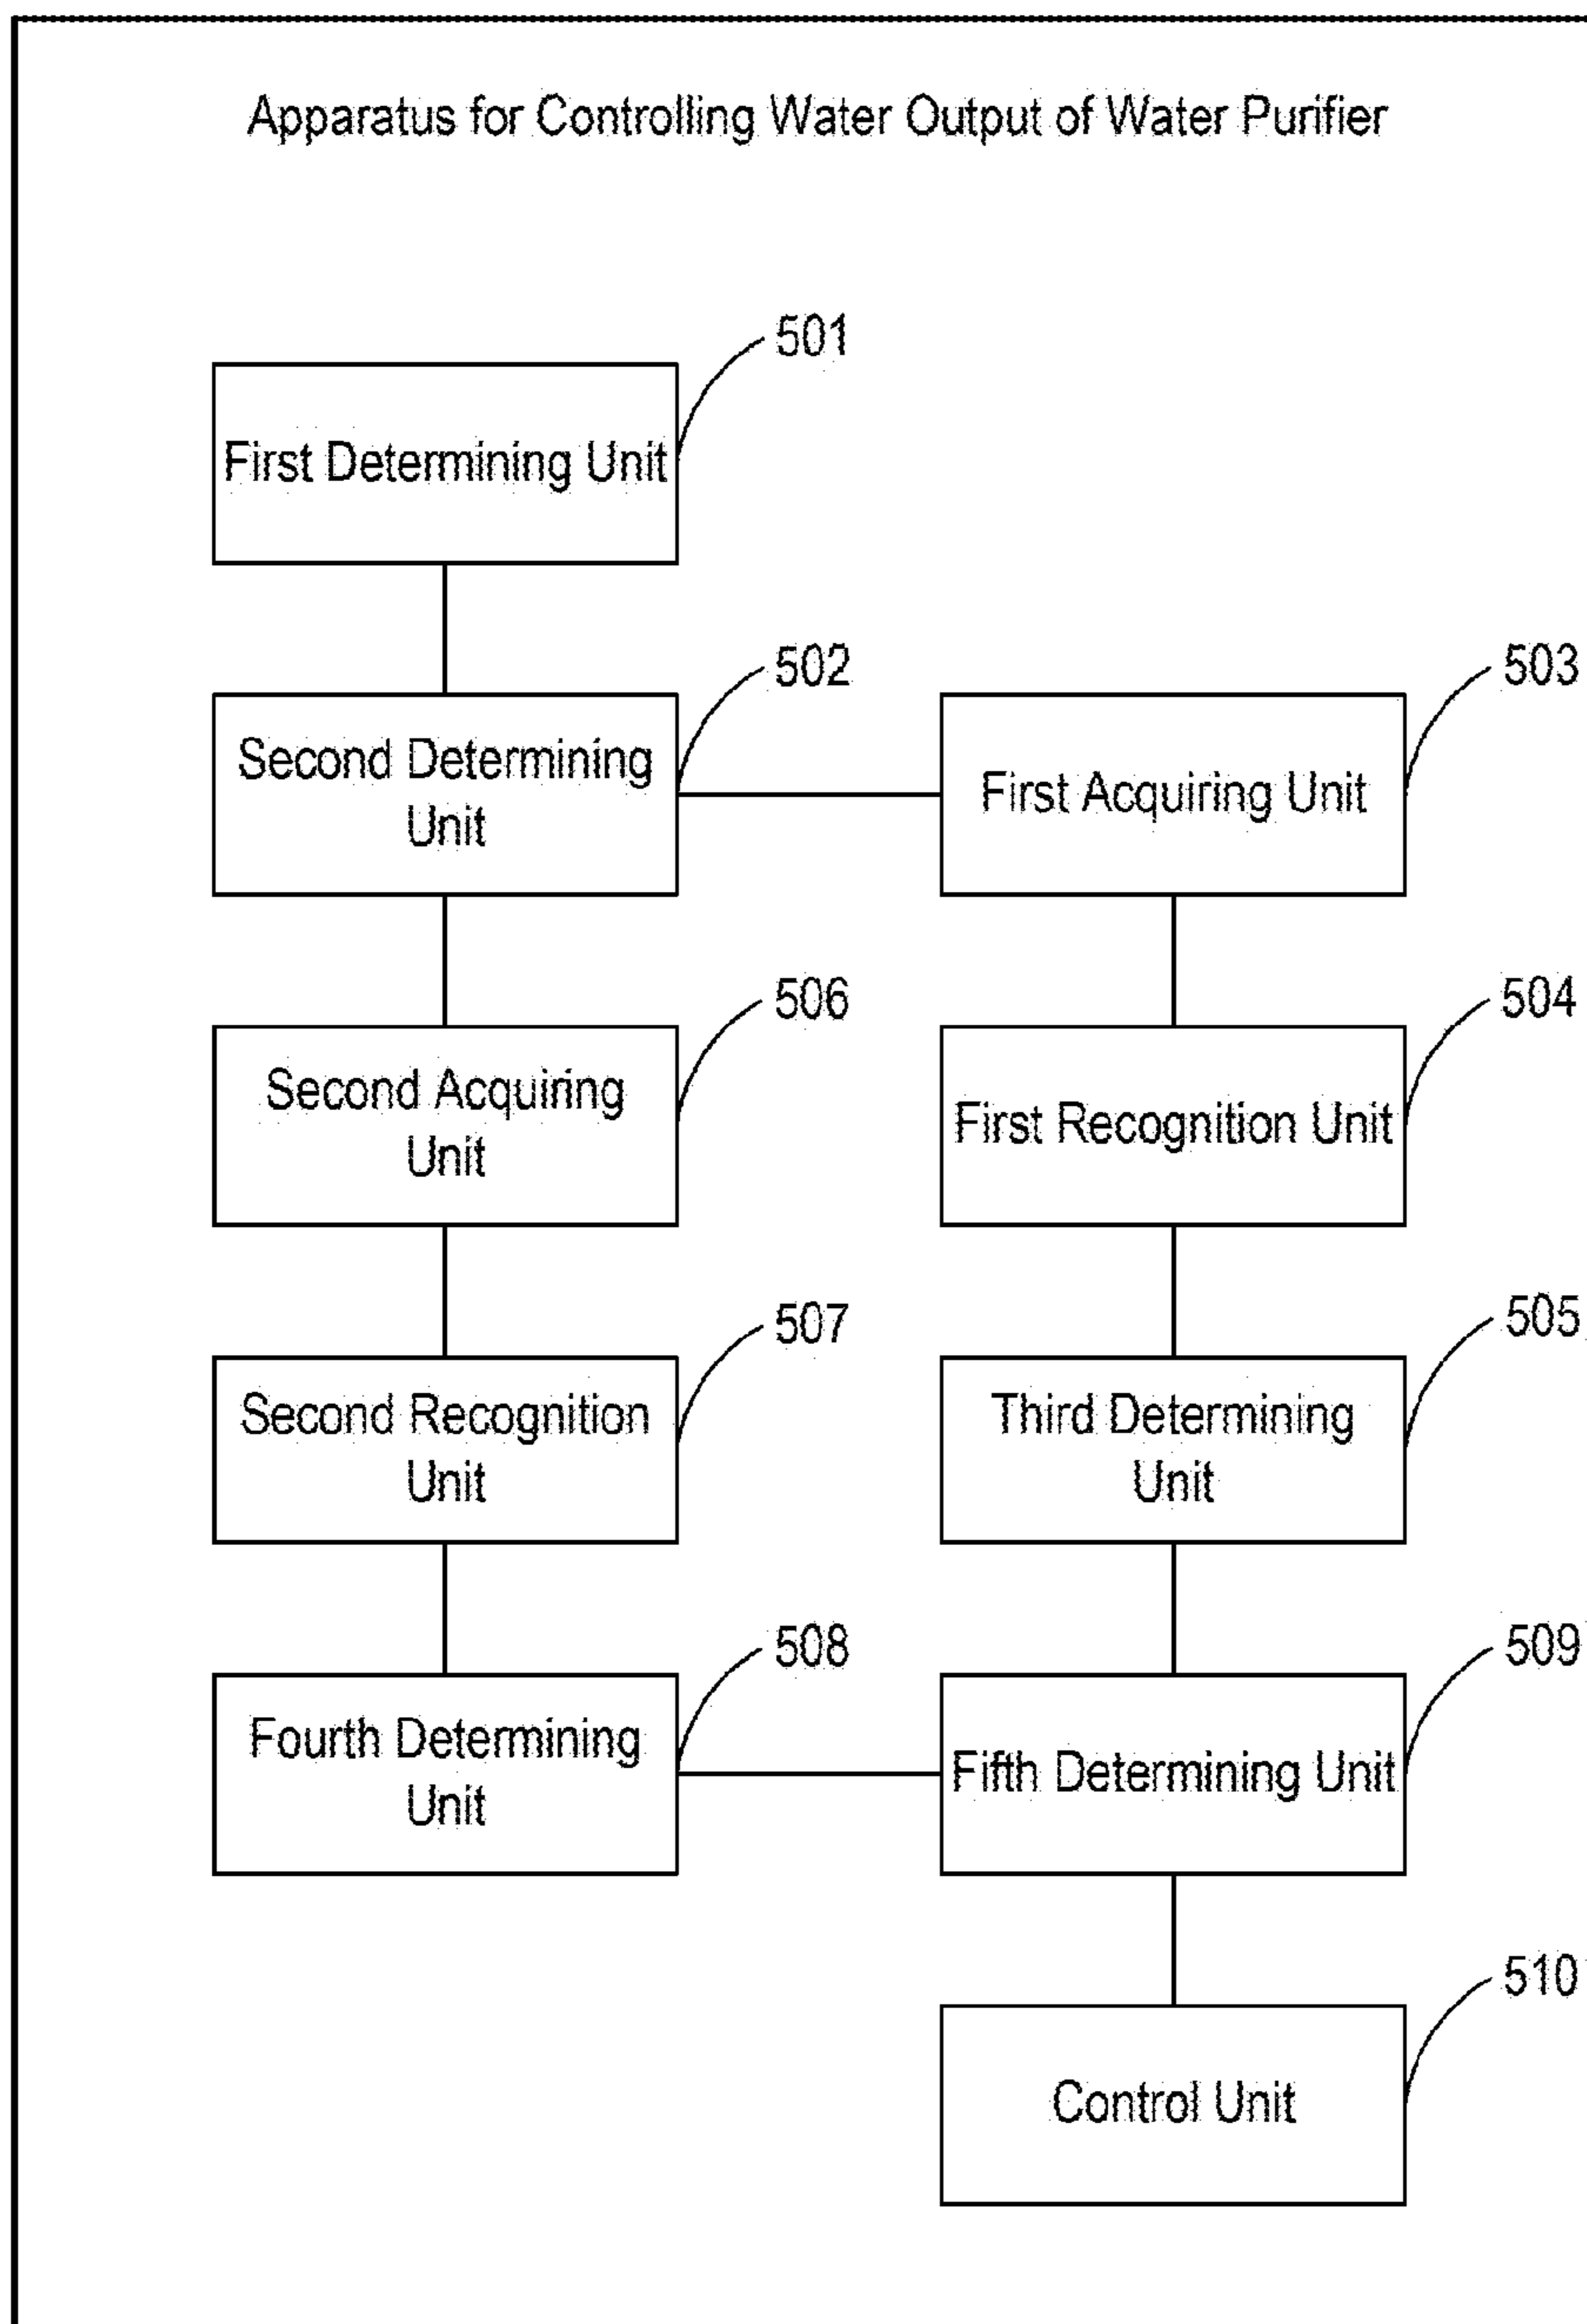 Apparatus for Controlling Water Output of Water Purifier
501
First Determining Unit
502
Second Determining
Unit
503
First Acquiring Unit
506
Second Acquiring
Unit
504
First Recognition Unit
507
Second Recognition
Unit
505
Third Determining
Unit
508
Fourth Determining
Unit
509
Fifth Determining Unit
510
Control Unit